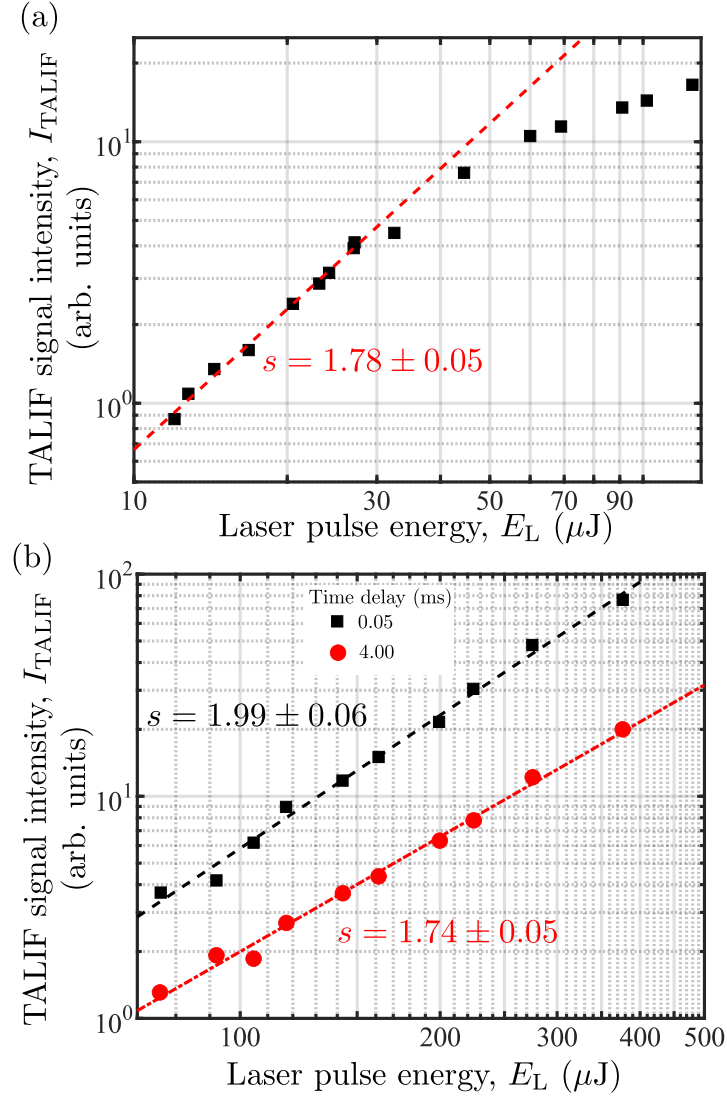 (a)
TALIF signal intensity, I_TALIF
(arb. units)
10^1
10^0
s = 1.78 ± 0.05
10 20 30 50 70 90
Laser pulse energy, E_L (μJ)
(b)
TALIF signal intensity, I_TALIF
(arb. units)
10^2
10^1
10^0
Time delay (ms)
0.05
4.00
s = 1.99 ± 0.06
s = 1.74 ± 0.05
100 200 300 400 500
Laser pulse energy, E_L (μJ)